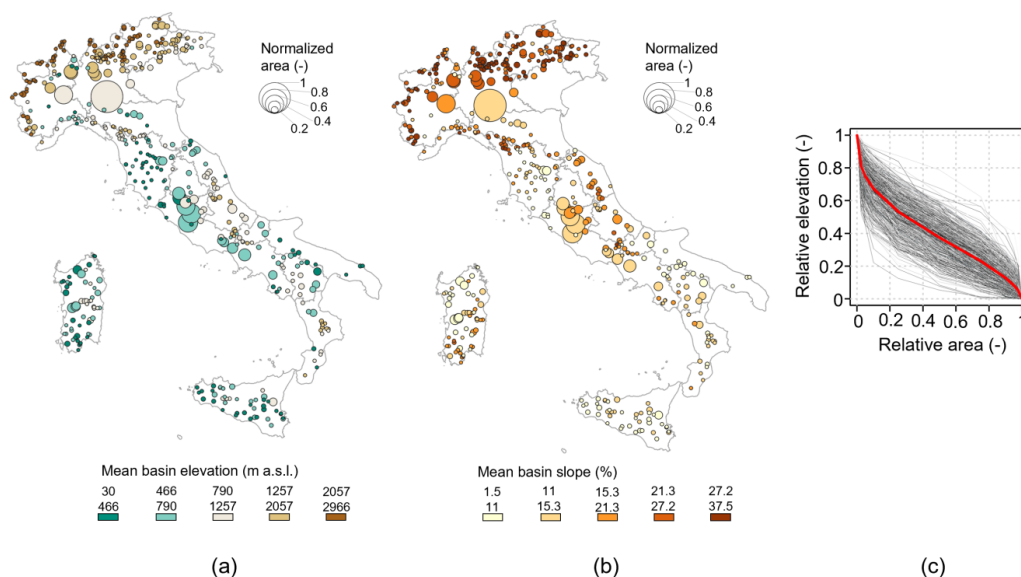 Normalized
area (-)
1
0.8
0.6
0.4
0.2
Mean basin elevation (m a.s.l.)
30 466 790 1257 2057
466 790 1257 2057 2966
(a)
Normalized
area (-)
1
0.8
0.6
0.4
0.2
Mean basin slope (%)
1.5 11 15.3 21.3 27.2
11 15.3 21.3 27.2 37.5
(b)
Relative elevation (-)
1
0.8
0.6
0.4
0.2
0
0 0.2 0.4 0.6 0.8 1
Relative area (-)
(c)